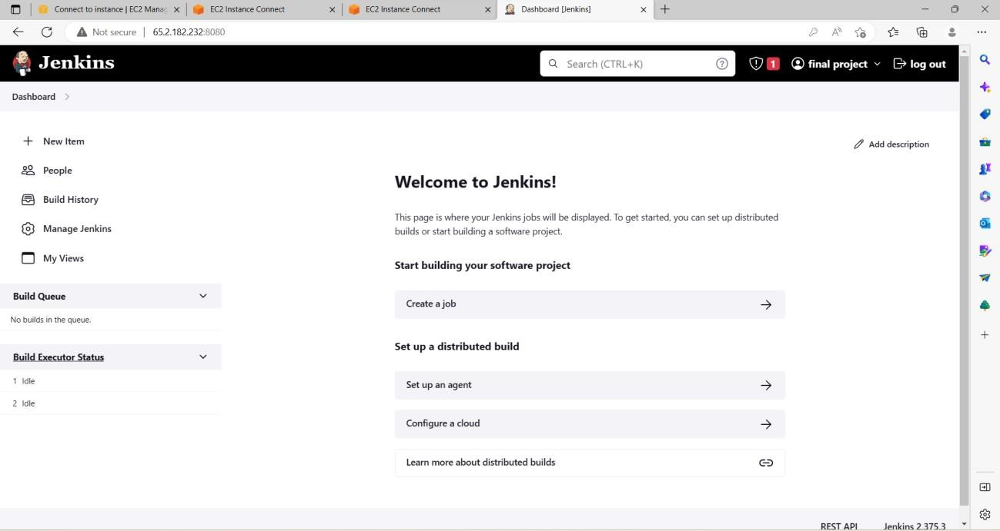 Connect to instance | EC2 Manag
EC2 Instance Connect
EC2 Instance Connect
Dashboard [Jenkins]
Not secure | 65.2.182.232:8080
Jenkins
Search (CTRL+K)
1
final project
log out
Dashboard
New Item
People
Build History
Manage Jenkins
My Views
Build Queue
No builds in the queue.
Build Executor Status
1 Idle
2 Idle
Add description
Welcome to Jenkins!
This page is where your Jenkins jobs will be displayed. To get started, you can set up distributed
builds or start building a software project.
Start building your software project
Create a job
Set up a distributed build
Set up an agent
Configure a cloud
Learn more about distributed builds
REST API
Jenkins 2.375.3